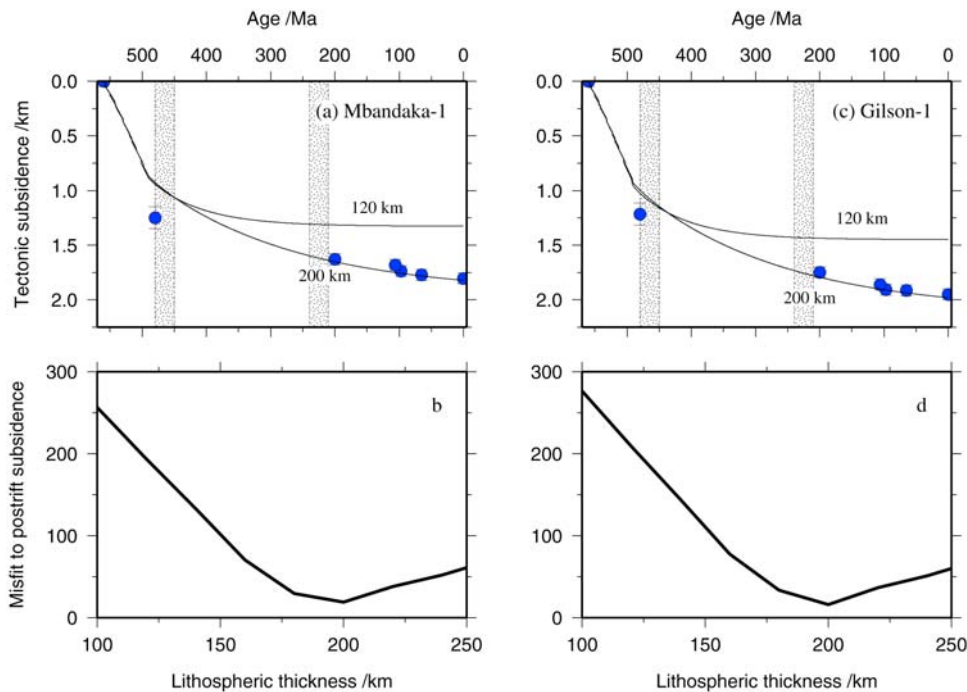 Age /Ma
Age /Ma
500 400 300 200 100 0
500 400 300 200 100 0
0.0
0.5
1.0
1.5
2.0
Tectonic subsidence /km
(a) Mbandaka-1
120 km
200 km
0.0
0.5
1.0
1.5
2.0
(c) Gilson-1
120 km
200 km
300
200
100
0
Misfit to postrift subsidence
b
100 150 200 250
Lithospheric thickness /km
300
200
100
0
d
100 150 200 250
Lithospheric thickness /km